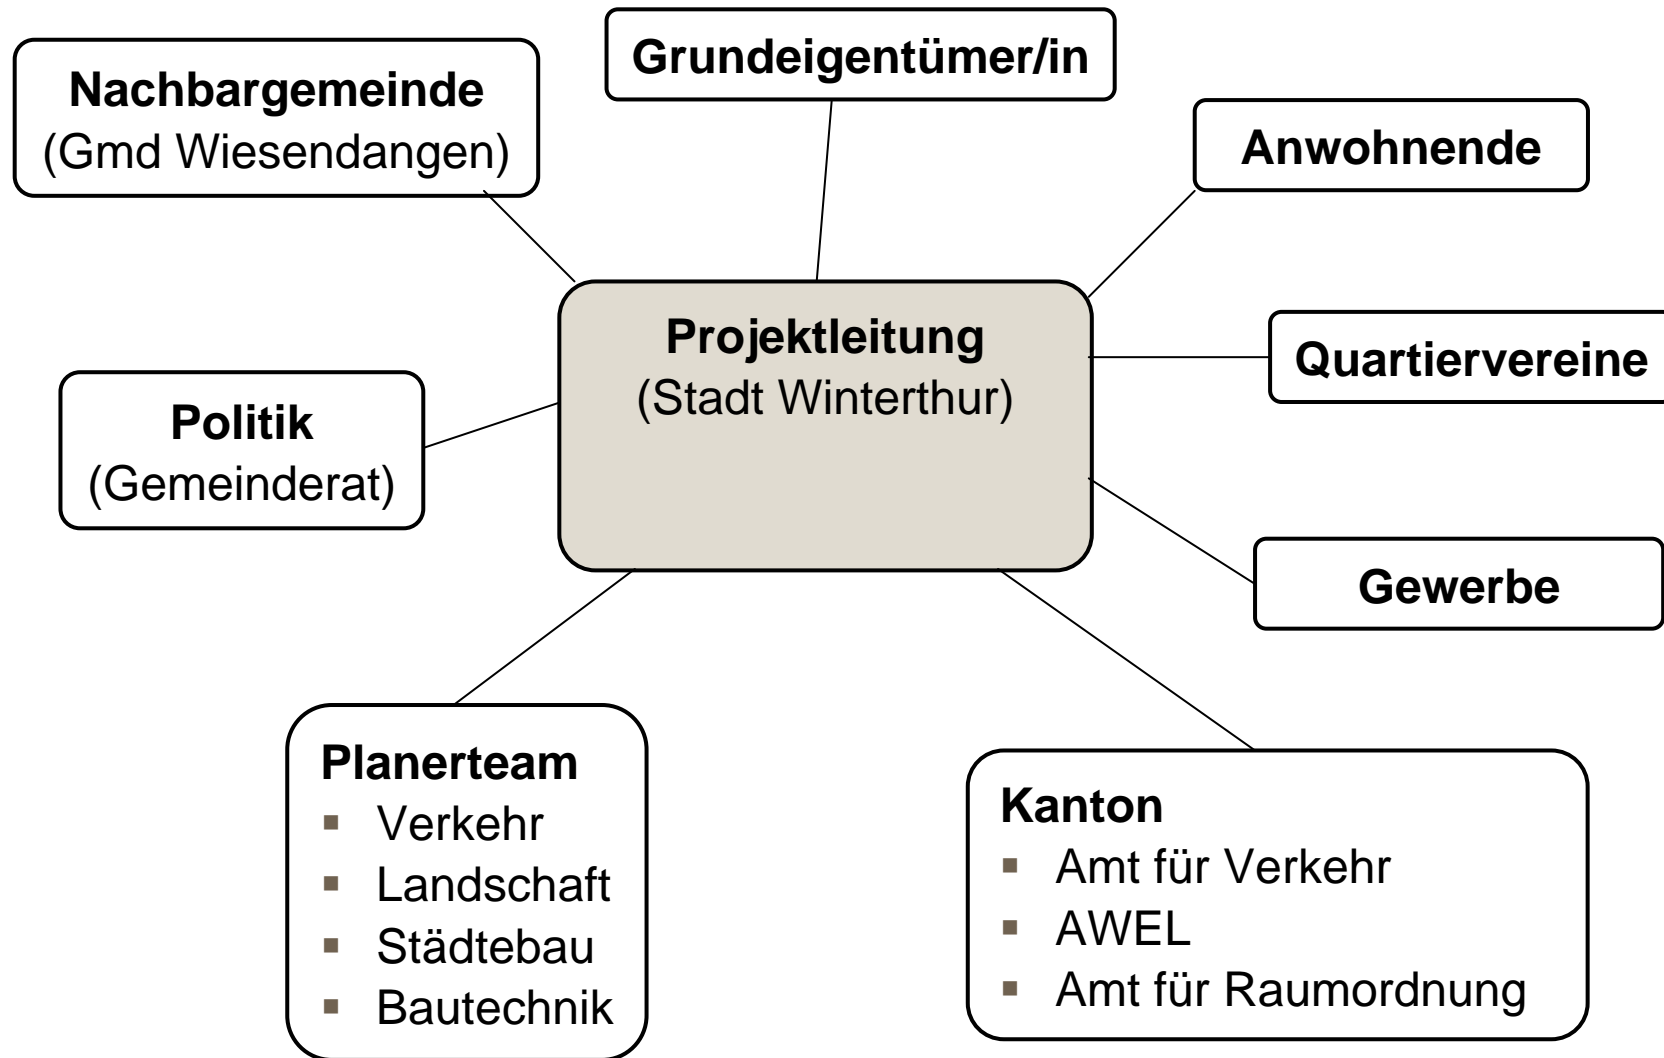 Grundeigentümer/in
Nachbargemeinde
(Gmd Wiesendangen)
Anwohnende
Projektleitung
(Stadt Winterthur)
Quartiervereine
Politik
(Gemeinderat)
Gewerbe
Planerteam
▪ Verkehr
▪ Landschaft
▪ Städtebau
▪ Bautechnik
Kanton
▪ Amt für Verkehr
▪ AWEL
▪ Amt für Raumordnung